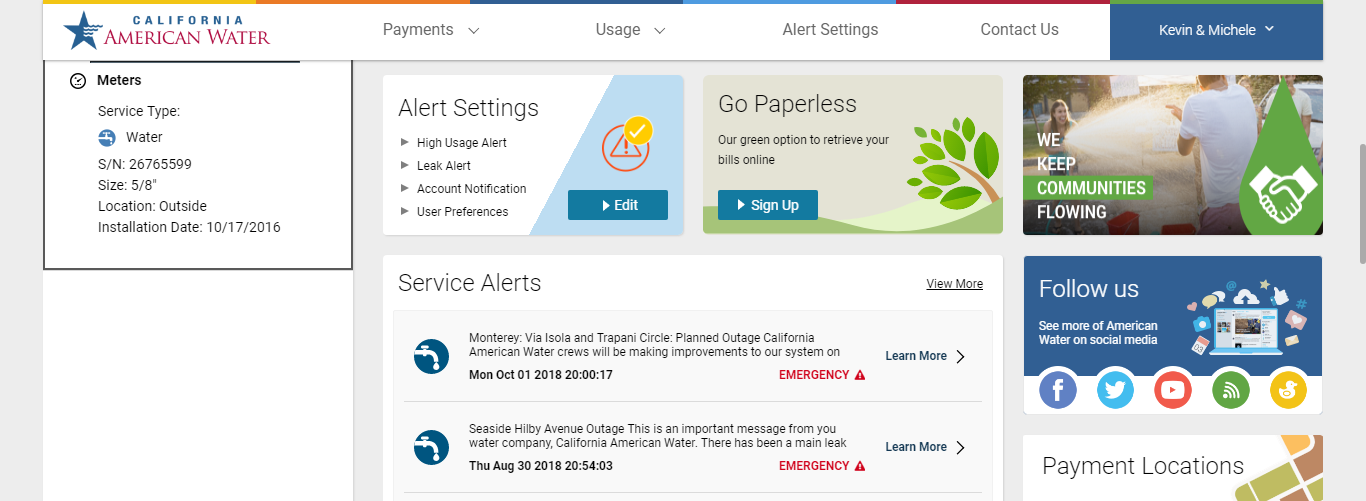 CALIFORNIA
AMERICAN WATER
Payments
Usage
Alert Settings
Contact Us
Kevin & Michele
Meters
Service Type:
Water
S/N: 26765599
Size: 5/8"
Location: Outside
Installation Date: 10/17/2016
Alert Settings
High Usage Alert
Leak Alert
Account Notification
User Preferences
Edit
Go Paperless
Our green option to retrieve your
bills online
Sign Up
WE
KEEP
COMMUNITIES
FLOWING
Service Alerts
View More
Monterey: Via Isola and Trapani Circle: Planned Outage California
American Water crews will be making improvements to our system on
Mon Oct 01 2018 20:00:17
EMERGENCY
Learn More
Seaside Hilby Avenue Outage This is an important message from you
water company, California American Water. There has been a main leak
Thu Aug 30 2018 20:54:03
EMERGENCY
Learn More
Follow us
See more of American
Water on social media
Payment Locations